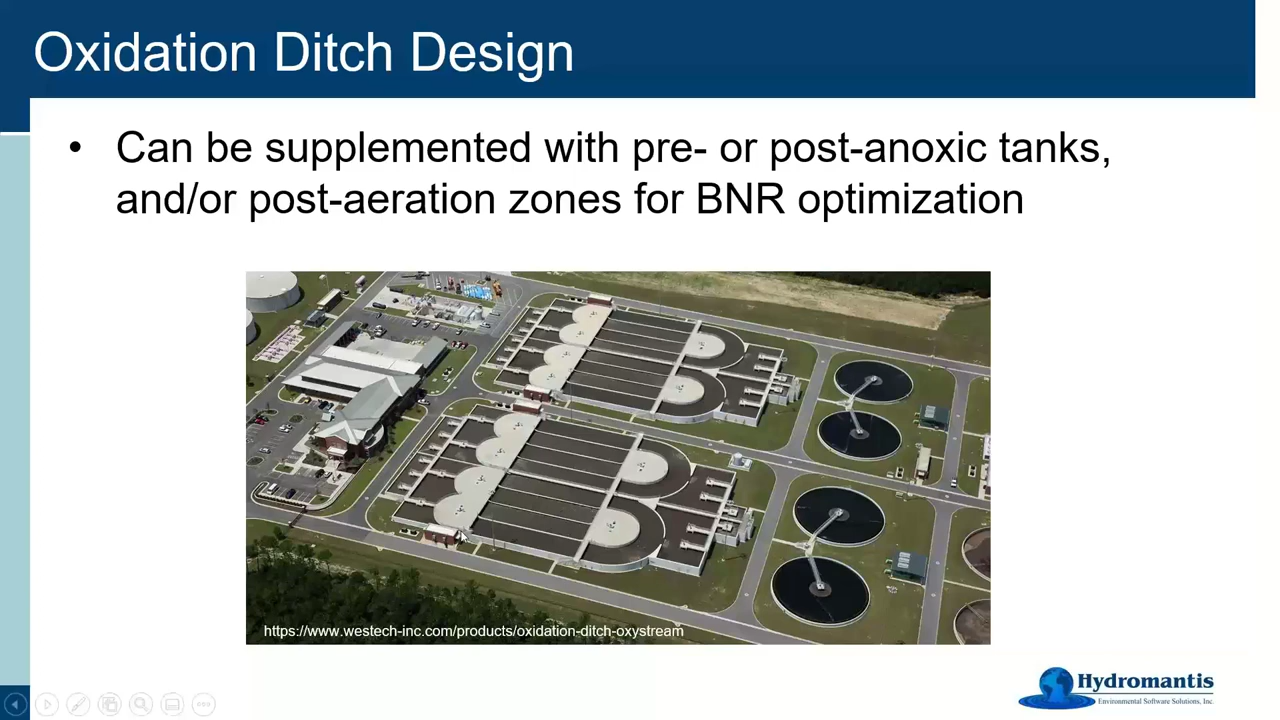 Oxidation Ditch Design
• Can be supplemented with pre- or post-anoxic tanks,
and/or post-aeration zones for BNR optimization
https://www.westech-inc.com/products/oxidation-ditch-oxystream
Hydromantis
Environmental Software Solutions, Inc.